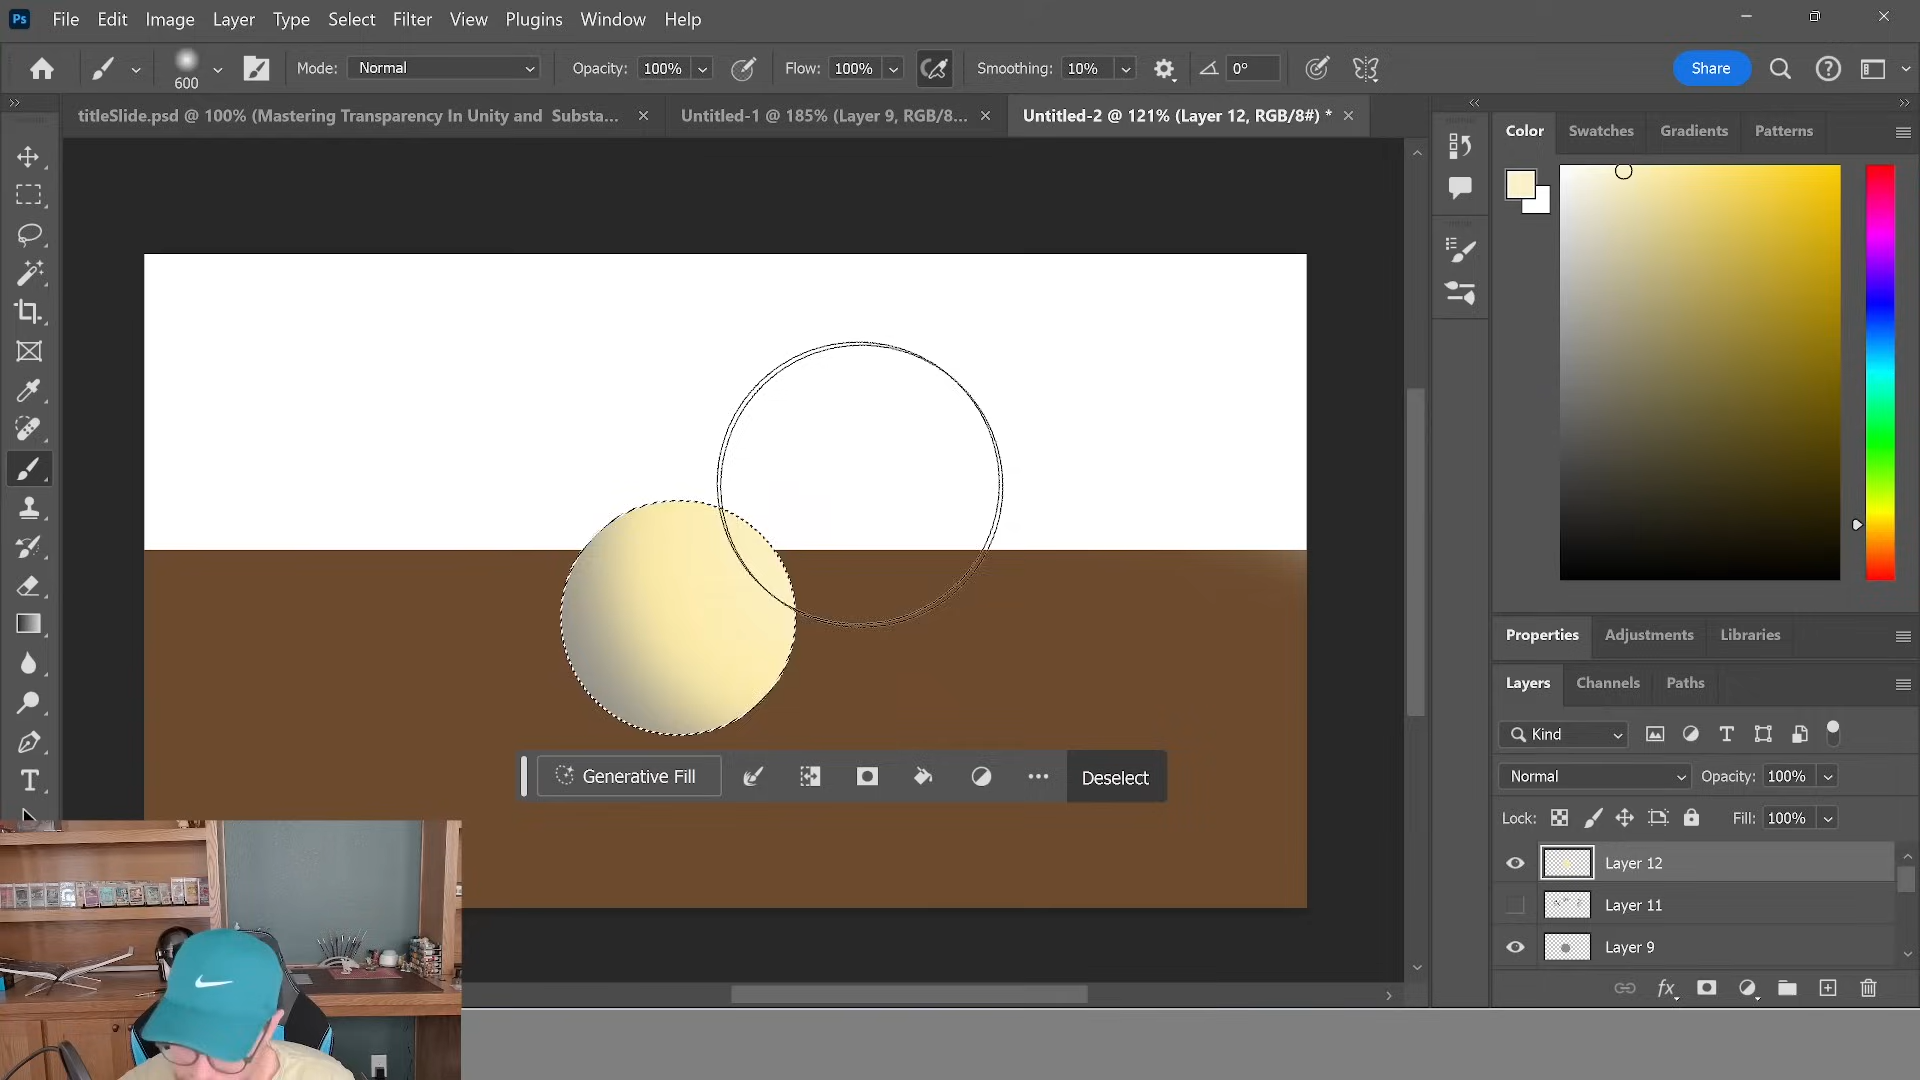 Ps File Edit Image Layer Type Select Filter View Plugins Window Help
600 Mode: Normal Opacity: 100% Flow: 100% Smoothing: 10% 0° Share
titleSlide.psd @ 100% (Mastering Transparency In Unity and Substa... Untitled-1 @ 185% (Layer 9, RGB/8... Untitled-2 @ 121% (Layer 12, RGB/8#) *
Color Swatches Gradients Patterns
Properties Adjustments Libraries
Layers Channels Paths
Kind
Normal Opacity: 100%
Generative Fill Deselect
Lock: Fill: 100%
Layer 12
Layer 11
Layer 9